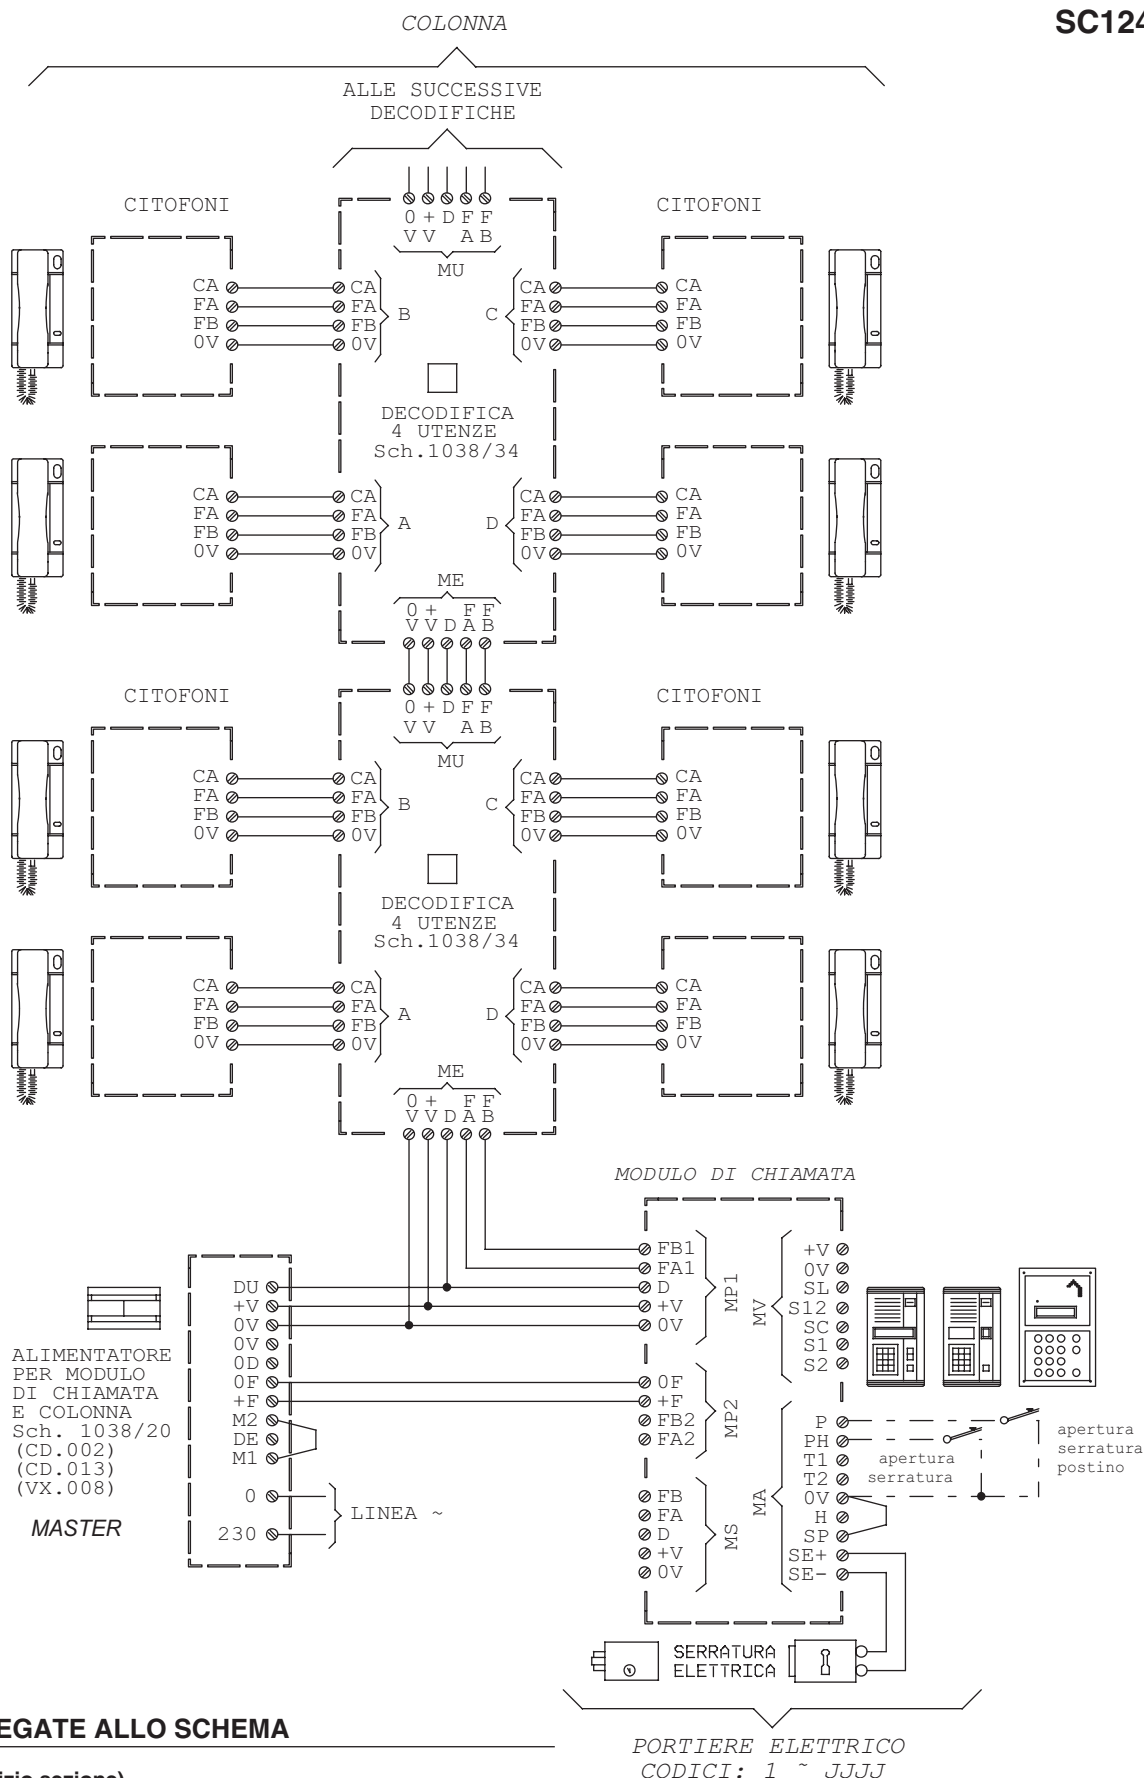 SC124
COLONNA
ALLE SUCCESSIVE
DECODIFICHE
CITOFONI
CITOFONI
0 + D F F
V V A B
MU
CA
FA
FB
0V
CA
FA
FB
0V
B
C
CA
FA
FB
0V
CA
FA
FB
0V
DECODIFICA
4 UTENZE
Sch.1038/34
CA
FA
FB
0V
CA
FA
FB
0V
A
D
CA
FA
FB
0V
CA
FA
FB
0V
ME
0 + F F
V V D A B
CITOFONI
CITOFONI
0 + D F F
V V A B
MU
CA
FA
FB
0V
CA
FA
FB
0V
B
C
CA
FA
FB
0V
CA
FA
FB
0V
DECODIFICA
4 UTENZE
Sch.1038/34
CA
FA
FB
0V
CA
FA
FB
0V
A
D
CA
FA
FB
0V
CA
FA
FB
0V
ME
0 + F F
V V D A B
MODULO DI CHIAMATA
ALIMENTATORE
PER MODULO
DI CHIAMATA
E COLONNA
Sch. 1038/20
(CD.002)
(CD.013)
(VX.008)
MASTER
DU
+V
0V
0V
0D
0F
+F
M2
DE
M1
0
230
LINEA ~
FB1
FA1
D
+V
0V
MP1
0F
+F
FB2
FA2
MP2
FB
FA
D
+V
0V
MS
MV
+V
0V
SL
S12
SC
S1
S2
MA
P
PH
T1
T2
0V
H
SP
SE+
SE-
apertura
serratura
apertura
serratura
postino
SERRATURA
ELETTRICA
PORTIERE ELETTRICO
CODICI: 1 ~ JJJJ
EGATE ALLO SCHEMA
izio sezione)